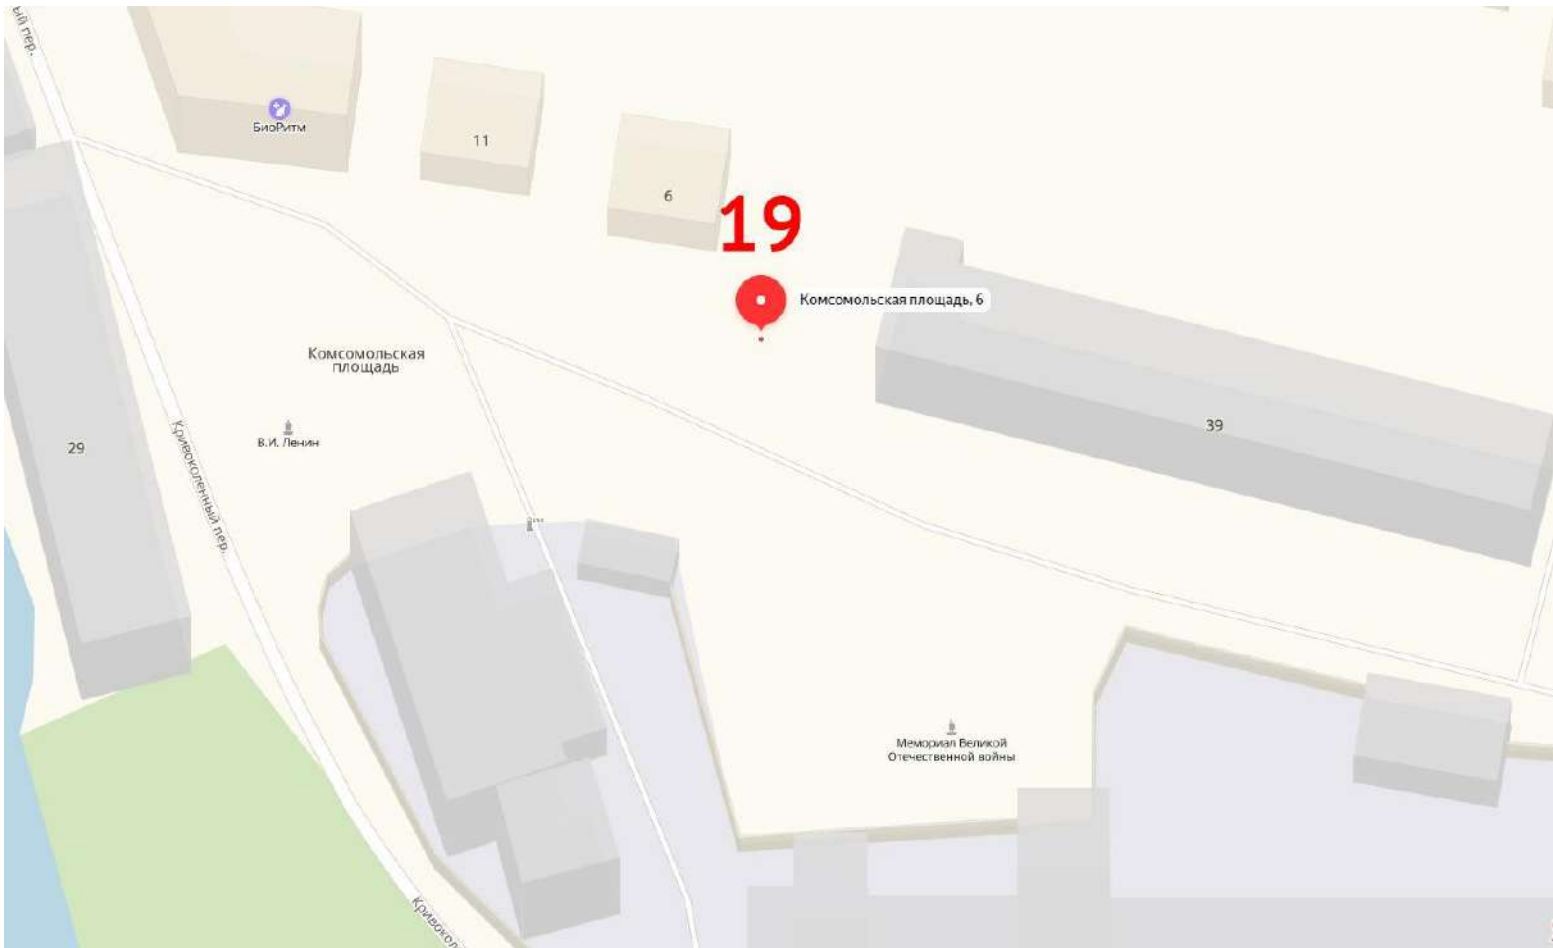 ый пер.
БиоРитм
11
6
19
Комсомольская площадь, 6
Комсомольская
площадь
В.И. Ленин
29
Кривоколенный пер.
39
Мемориал Великой
Отечественной войны
Кривокол